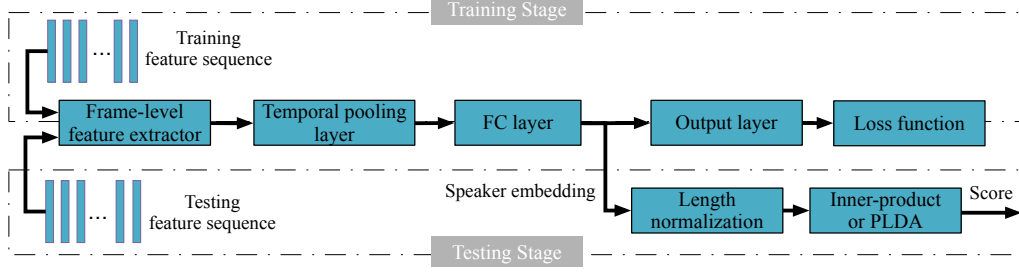 Training Stage
Training
feature sequence
...
Frame-level
feature extractor
Temporal pooling
layer
FC layer
Output layer
Loss function
Speaker embedding
Testing
feature sequence
...
Length
normalization
Inner-product
or PLDA
Score
Testing Stage